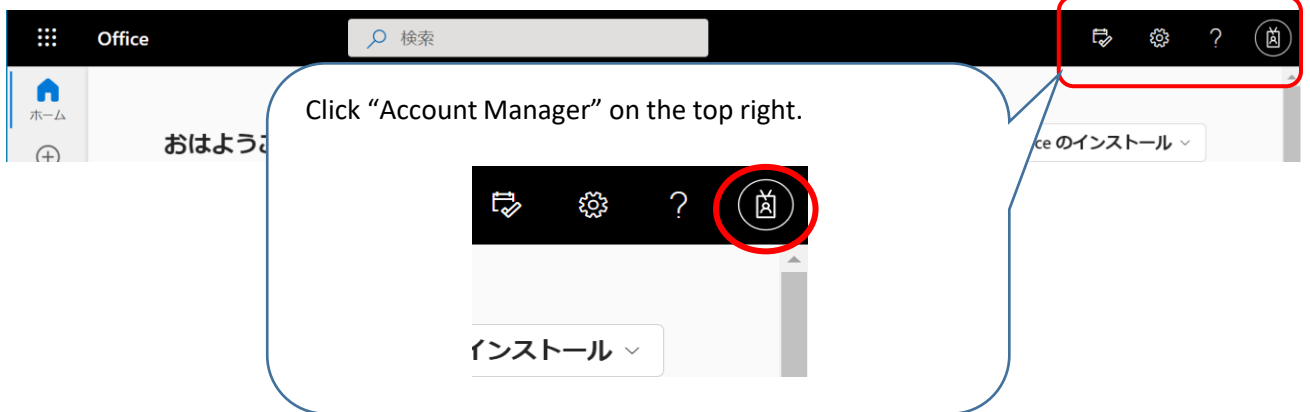 Office
検索
ホーム
おはようご
ce のインストール
Click “Account Manager” on the top right.
?
インストール